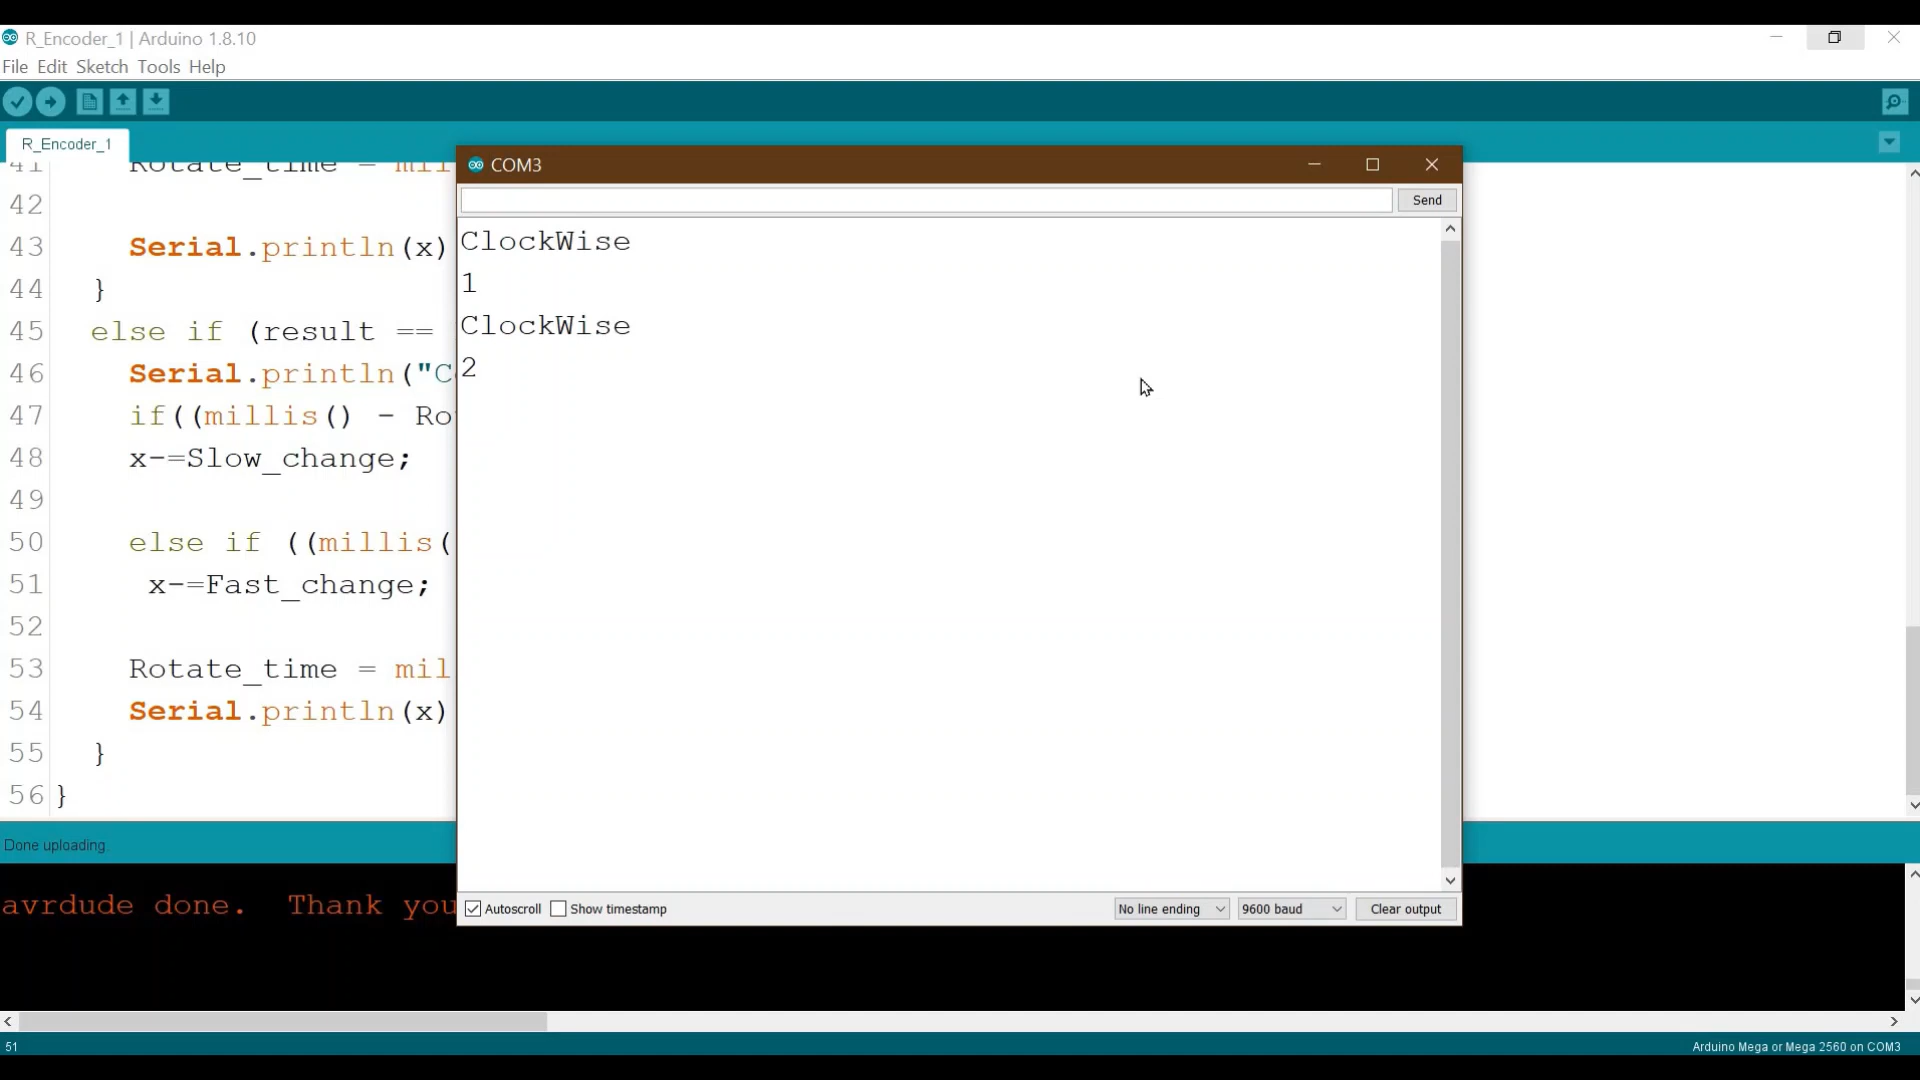 R_Encoder_1 | Arduino 1.8.10
File Edit Sketch Tools Help
R_Encoder_1
COM3
Send
ClockWise
1
ClockWise
2
41 Rotate_time = mil
42
43 Serial.println(x)
44 }
45 else if (result ==
46 Serial.println("C
47 if((millis() - Ro
48 x-=Slow_change;
49
50 else if ((millis(
51 x-=Fast_change;
52
53 Rotate_time = mil
54 Serial.println(x)
55 }
56 }
Autoscroll Show timestamp No line ending 9600 baud Clear output
Done uploading.
avrdude done. Thank you
51
Arduino Mega or Mega 2560 on COM3